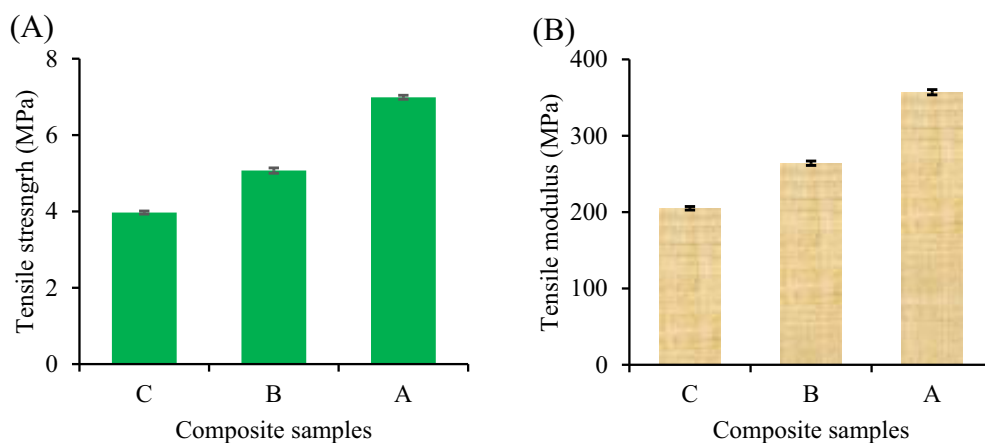 (A)
Tensile stresngrh (MPa)
8
6
4
2
0
C B A
Composite samples
(B)
Tensile modulus (MPa)
400
300
200
100
0
C B A
Composite samples